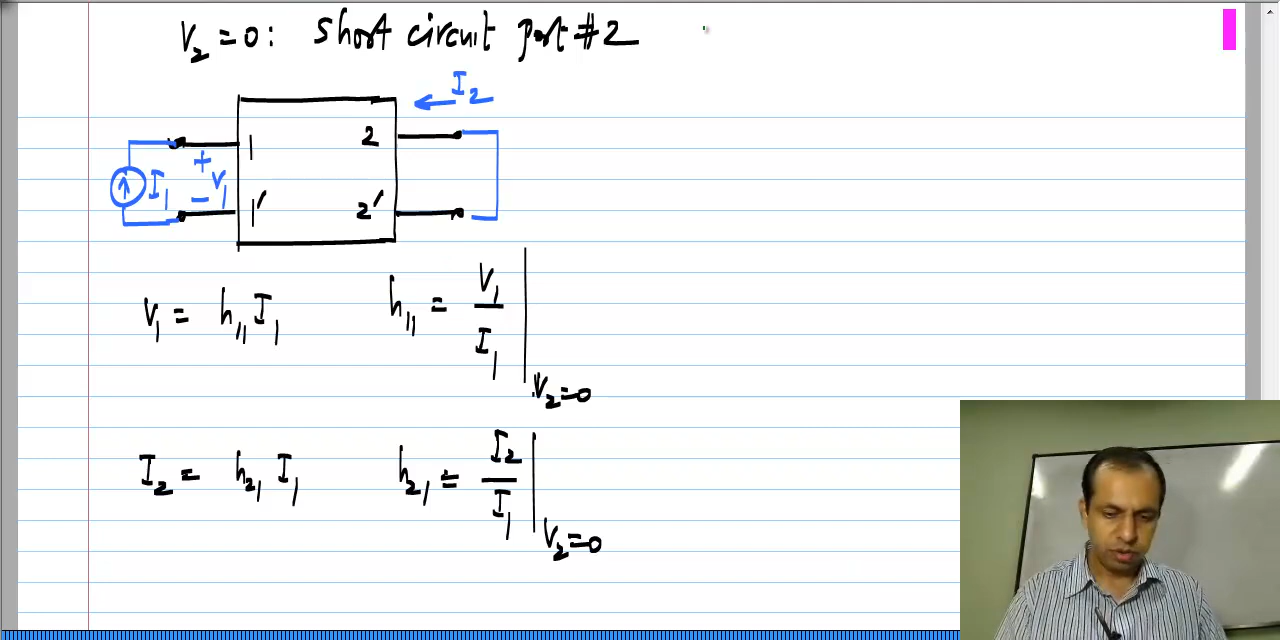 V₂ = 0: Short circuit port #2
I₂
1 2
+
I₁ V₁
−
1′ 2′
V₁ = h₁₁ I₁ h₁₁ = V₁/I₁ |V₂=0
I₂ = h₂₁ I₁ h₂₁ = I₂/I₁ |V₂=0